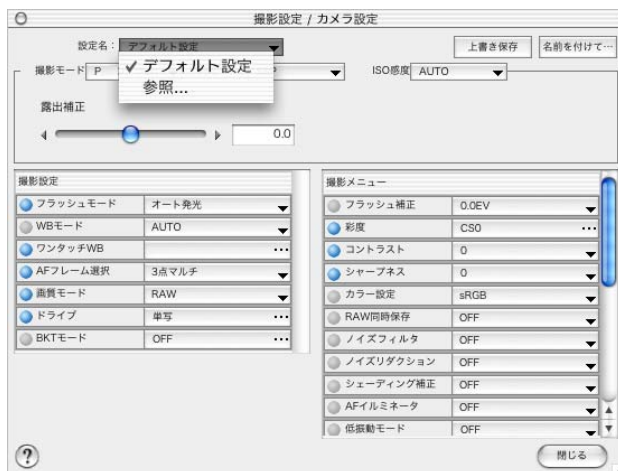 撮影設定 / カメラ設定
設定名： デフォルト設定
上書き保存 名前を付けて…
✓デフォルト設定
参照...
撮影モード P P ISO感度 AUTO
露出補正
0.0
撮影設定
フラッシュモード オート発光
WBモード AUTO
ワンタッチWB ...
AFフレーム選択 3点マルチ
画質モード RAW
ドライブ 単写 ...
BKTモード OFF ...
撮影メニュー
フラッシュ補正 0.0EV
彩度 CS0 ...
コントラスト 0
シャープネス 0
カラー設定 sRGB
RAW同時保存 OFF
ノイズフィルタ OFF
ノイズリダクション OFF
シェーディング補正 OFF
AFイルミネータ OFF
低振動モード OFF
? 閉じる